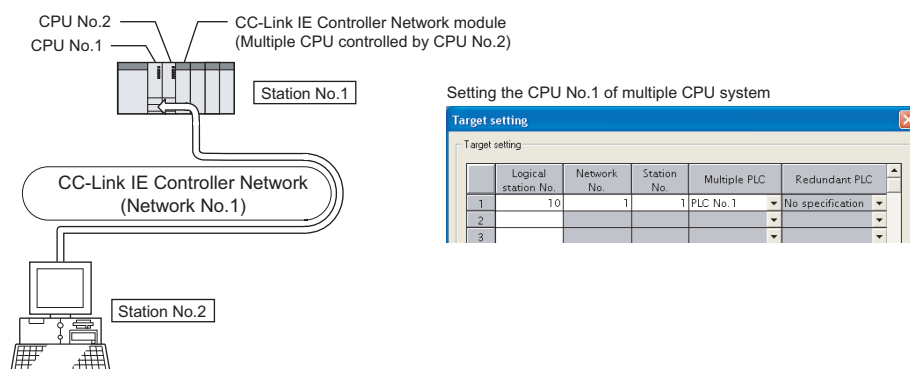 CPU No.2
CPU No.1
CC-Link IE Controller Network module
(Multiple CPU controlled by CPU No.2)
Station No.1
CC-Link IE Controller Network
(Network No.1)
Station No.2
Setting the CPU No.1 of multiple CPU system
Target setting
Target setting
Logical station No. Network No. Station No. Multiple PLC Redundant PLC
1 10 1 1 PLC No.1 No specification
2
3